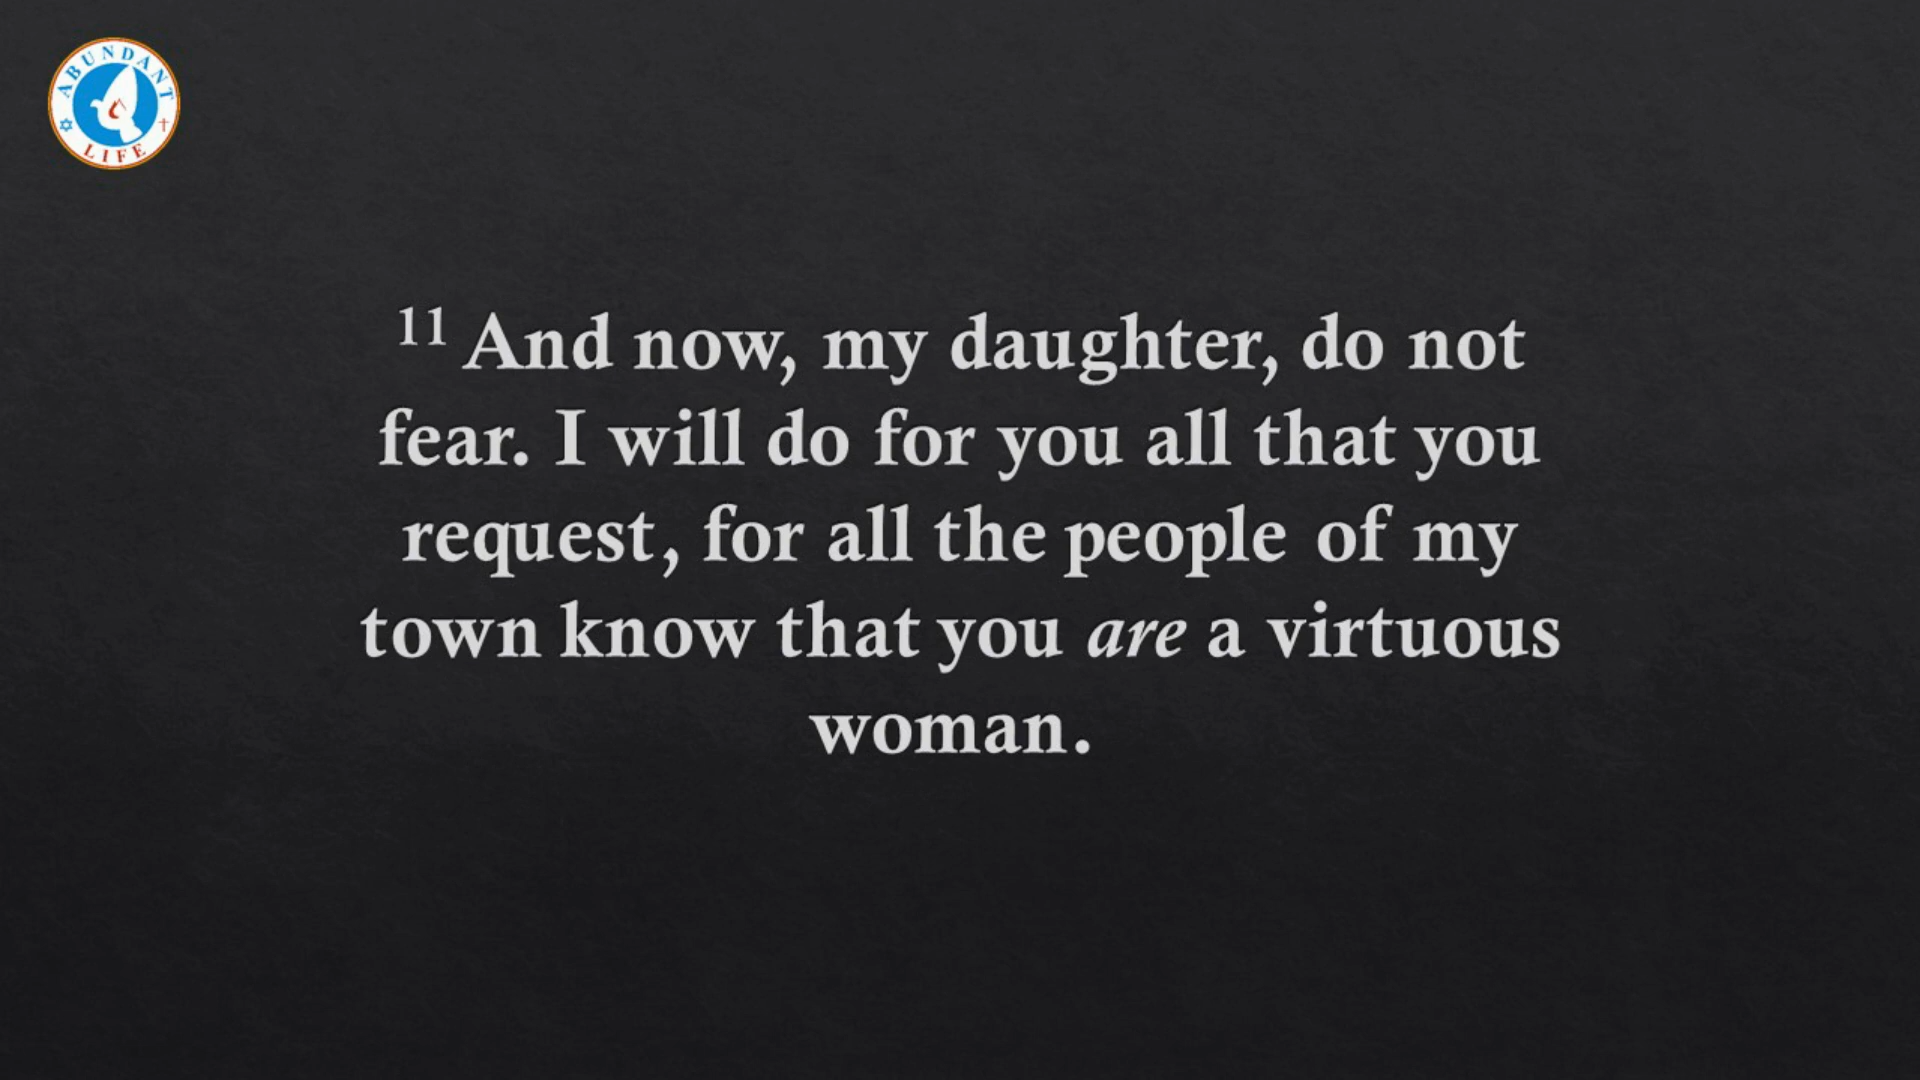 ABUNDANT
LIFE
11 And now, my daughter, do not
fear. I will do for you all that you
request, for all the people of my
town know that you are a virtuous
woman.